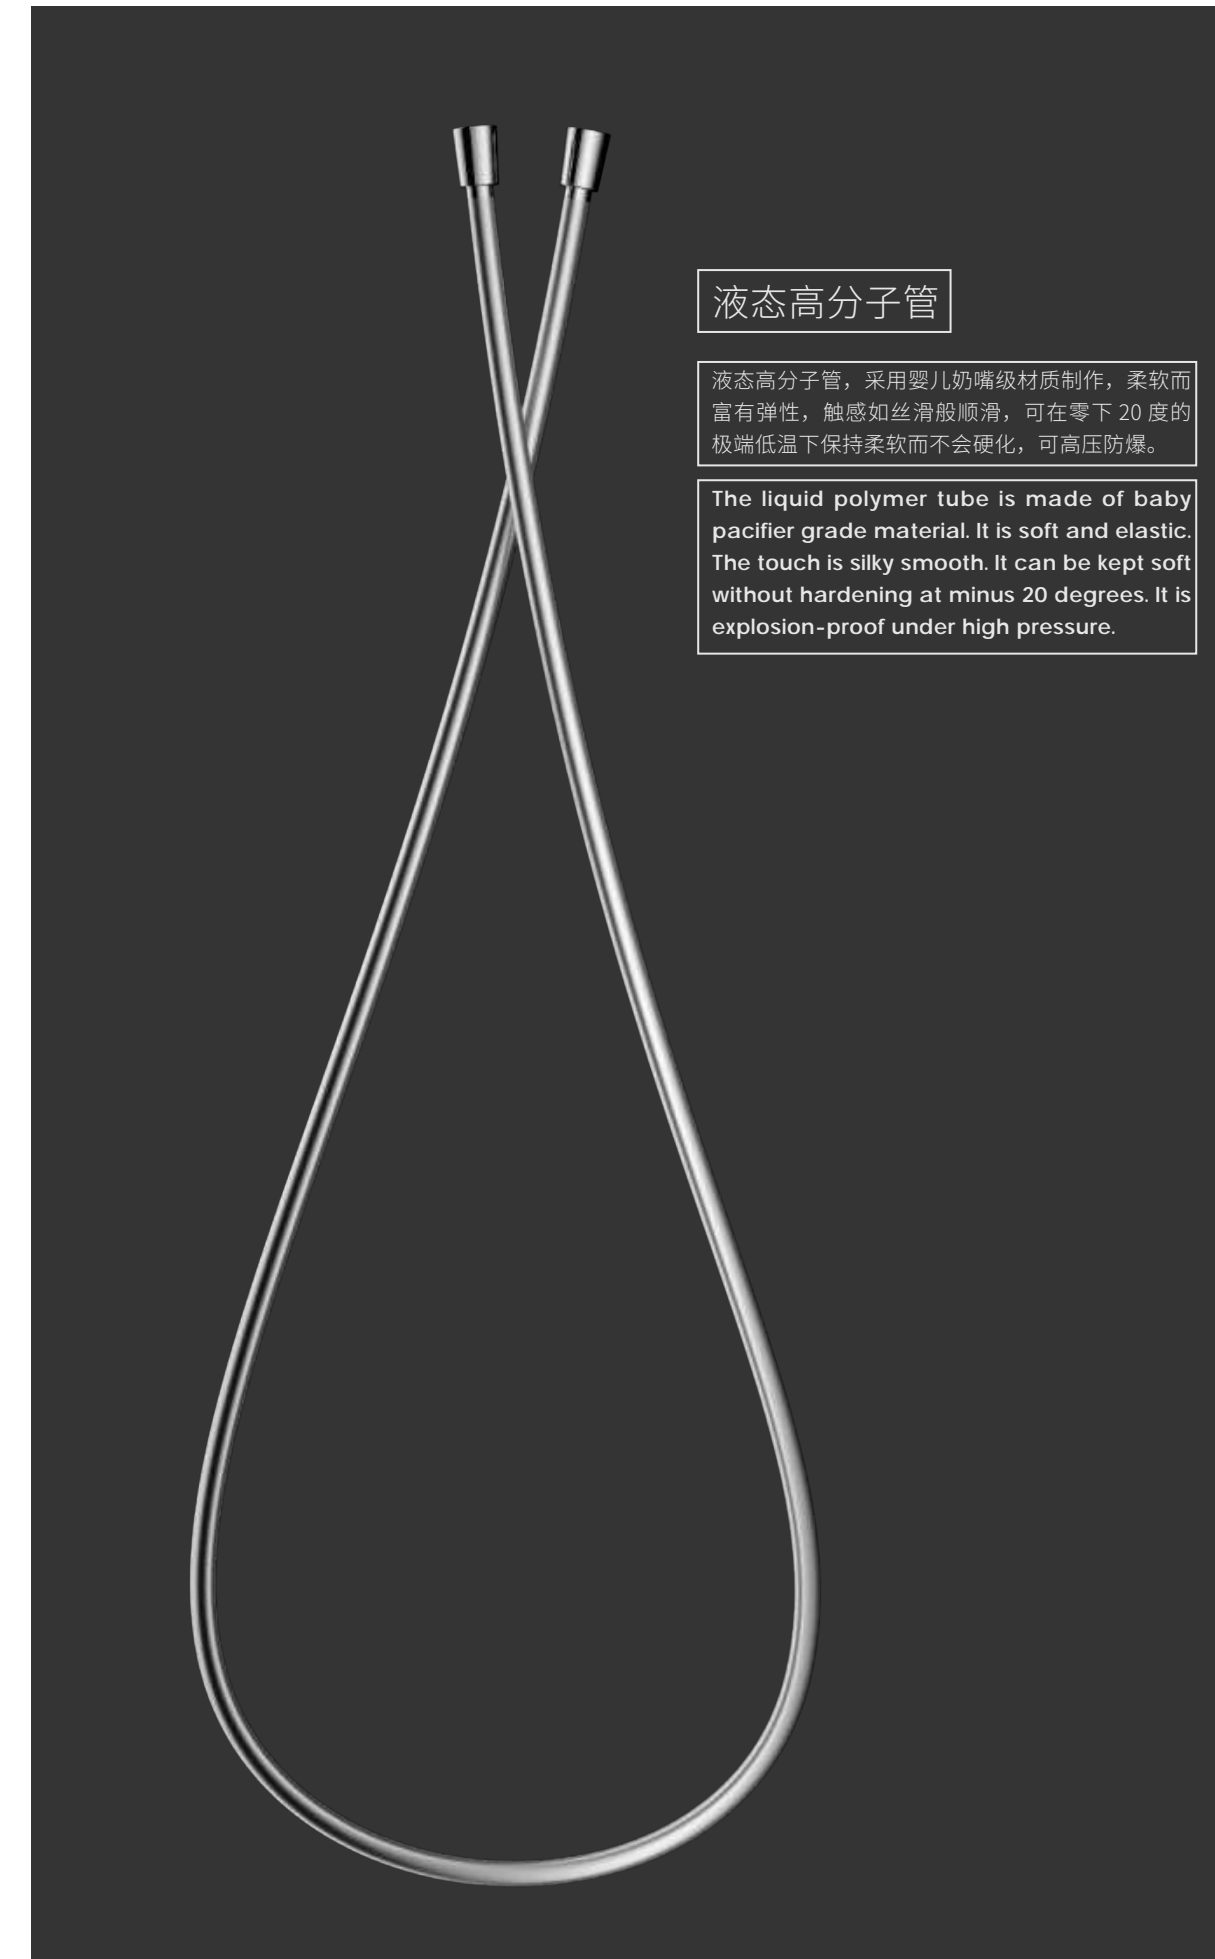 液态高分子管
液态高分子管，采用婴儿奶嘴级材质制作，柔软而
富有弹性，触感如丝滑般顺滑，可在零下 20 度的
极端低温下保持柔软而不会硬化，可高压防爆。
The liquid polymer tube is made of baby
pacifier grade material. It is soft and elastic.
The touch is silky smooth. It can be kept soft
without hardening at minus 20 degrees. It is
explosion-proof under high pressure.